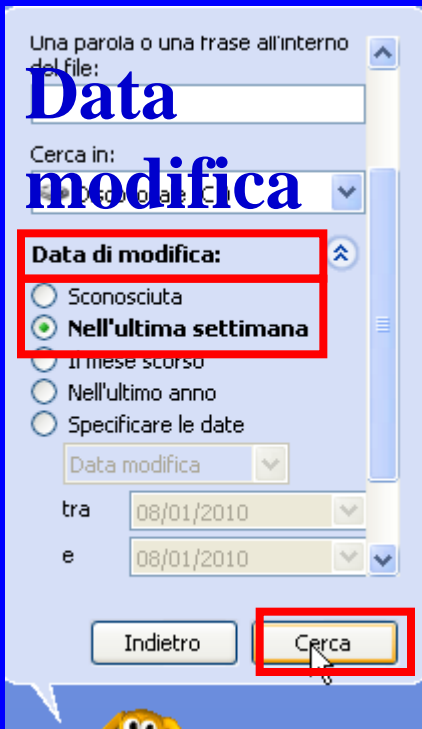 Una parola o una frase all'interno
del file:
Data
modifica
Cerca in:
Data di modifica:
Sconosciuta
Nell'ultima settimana
Il mese scorso
Nell'ultimo anno
Specificare le date
Data modifica
tra 08/01/2010
e 08/01/2010
Indietro Cerca